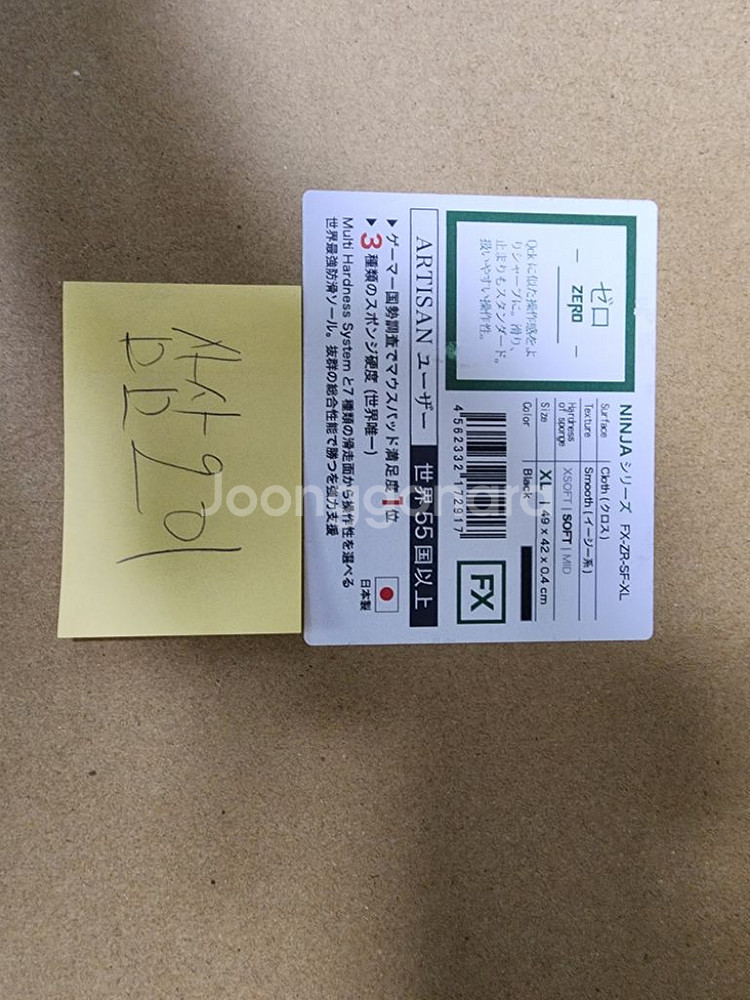 ゼロ
ZERO
Qckに似た操作感をよ
りシャープに。滑り、
止まりもスタンダード。
扱いやすい操作性。
NINJAシリーズ FX-ZR-SF-XL
Surface Cloth (クロス)
Texture Smooth (イージー系)
Hardness of sponge XSOFT | SOFT | MID
Size XL 49 x 42 x 0.4 cm
Color Black
4 562332 172917
FX
ARTISAN ユーザー 世界55国以上
▶ゲーマー国勢調査でマウスパッド満足度1位
▶3種類のスポンジ硬度 (世界唯一)
日本製
Multi Hardness System と7種類の滑走面から操作性を選べる
世界最強防滑ソール。抜群の総合性能で勝つを強力支援
Joonggonara